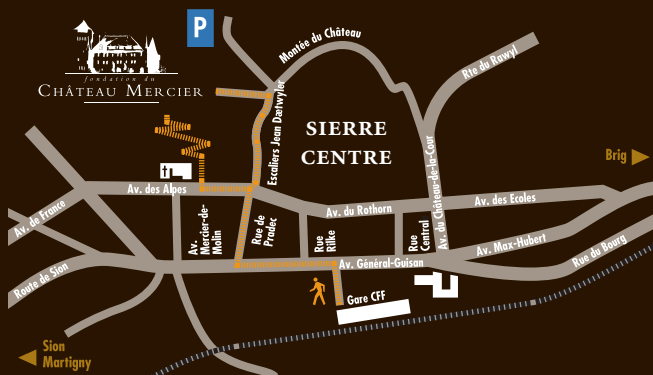 P
fondation du
CHÂTEAU MERCIER
Montée du Château
Rte du Rawyl
Escaliers Jean Dætwyler
SIERRE
CENTRE
Brig
Av. du Château-de-la-Cour
Av. des Alpes
Av. du Rothorn
Av. des Ecoles
Av. de France
Av.
Mercier-de-
Molin
Rue de
Pradec
Rue
Rilke
Rue
Central
Av. Max-Hubert
Rue du Bourg
Av. Général-Guisan
Route de Sion
Gare CFF
Sion
Martigny